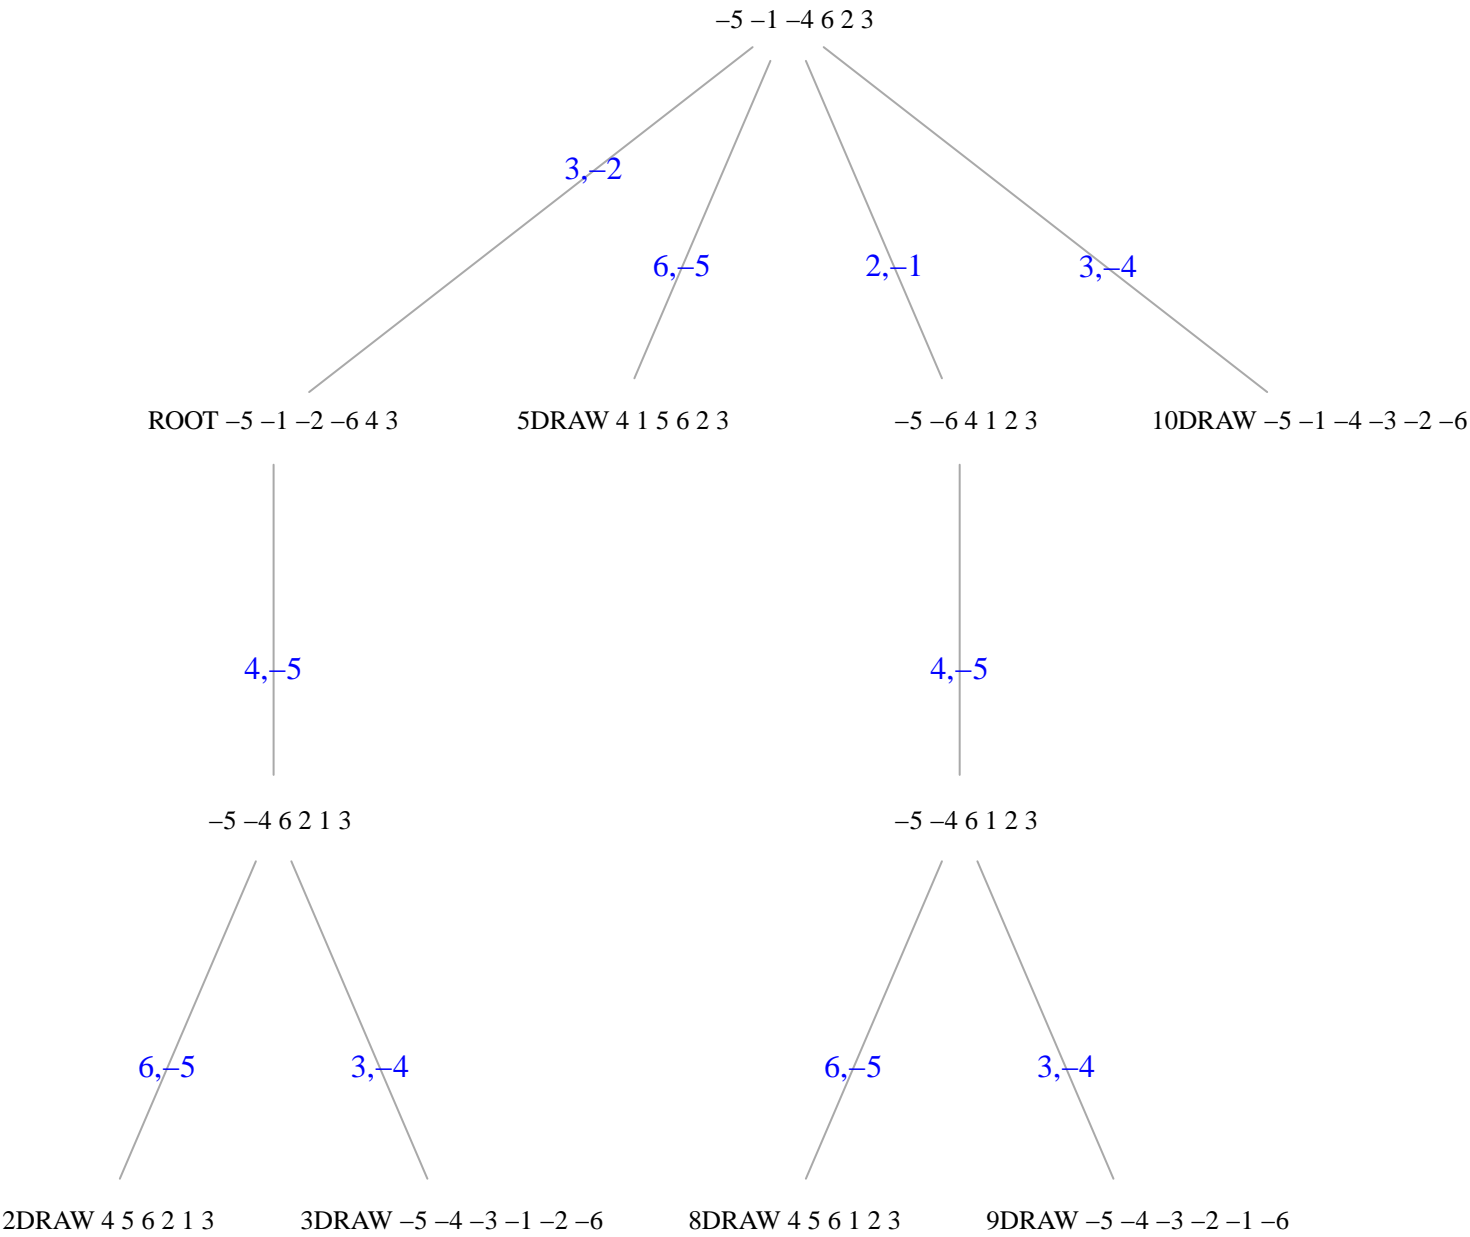 –5 –1 –4 6 2 3
3,–2
6,–5
2,–1
3,–4
ROOT –5 –1 –2 –6 4 3
5DRAW 4 1 5 6 2 3
–5 –6 4 1 2 3
10DRAW –5 –1 –4 –3 –2 –6
4,–5
4,–5
–5 –4 6 2 1 3
–5 –4 6 1 2 3
6,–5
3,–4
6,–5
3,–4
2DRAW 4 5 6 2 1 3
3DRAW –5 –4 –3 –1 –2 –6
8DRAW 4 5 6 1 2 3
9DRAW –5 –4 –3 –2 –1 –6